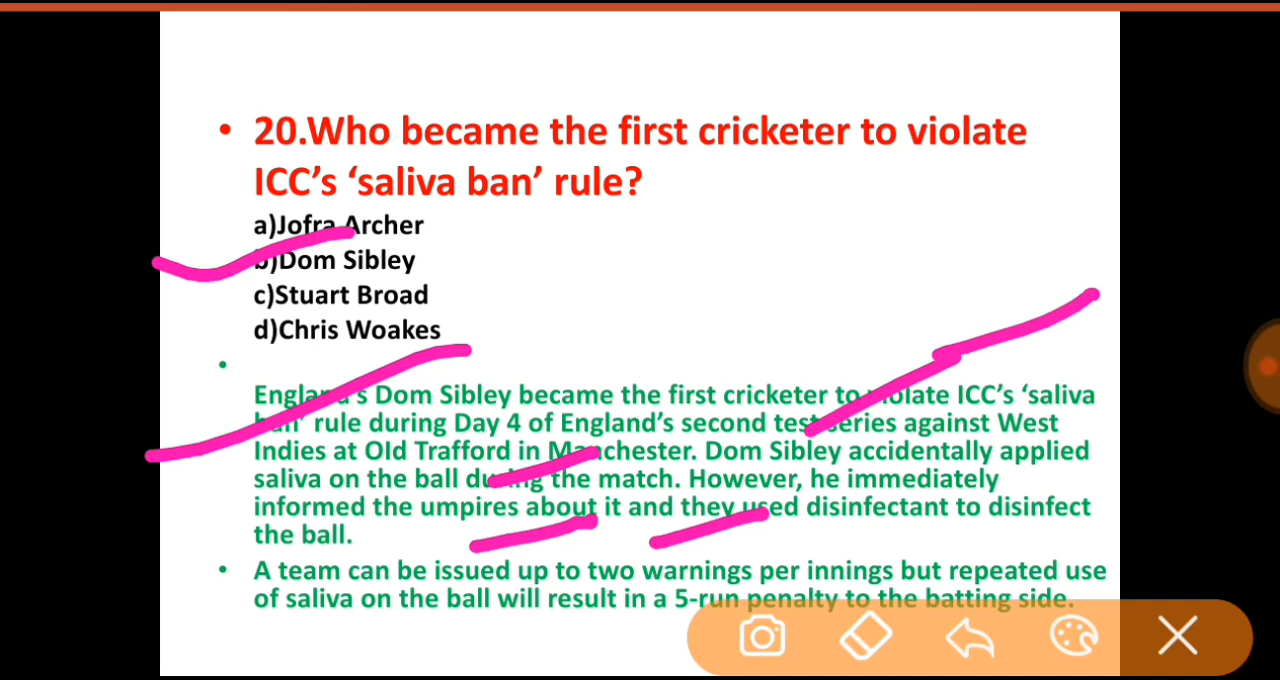 • 20.Who became the first cricketer to violate
ICC's ‘saliva ban’ rule?
a)Jofra Archer
b)Dom Sibley
c)Stuart Broad
d)Chris Woakes
•
England's Dom Sibley became the first cricketer to violate ICC's ‘saliva
ban’ rule during Day 4 of England's second test series against West
Indies at Old Trafford in Manchester. Dom Sibley accidentally applied
saliva on the ball during the match. However, he immediately
informed the umpires about it and they used disinfectant to disinfect
the ball.
• A team can be issued up to two warnings per innings but repeated use
of saliva on the ball will result in a 5-run penalty to the batting side.